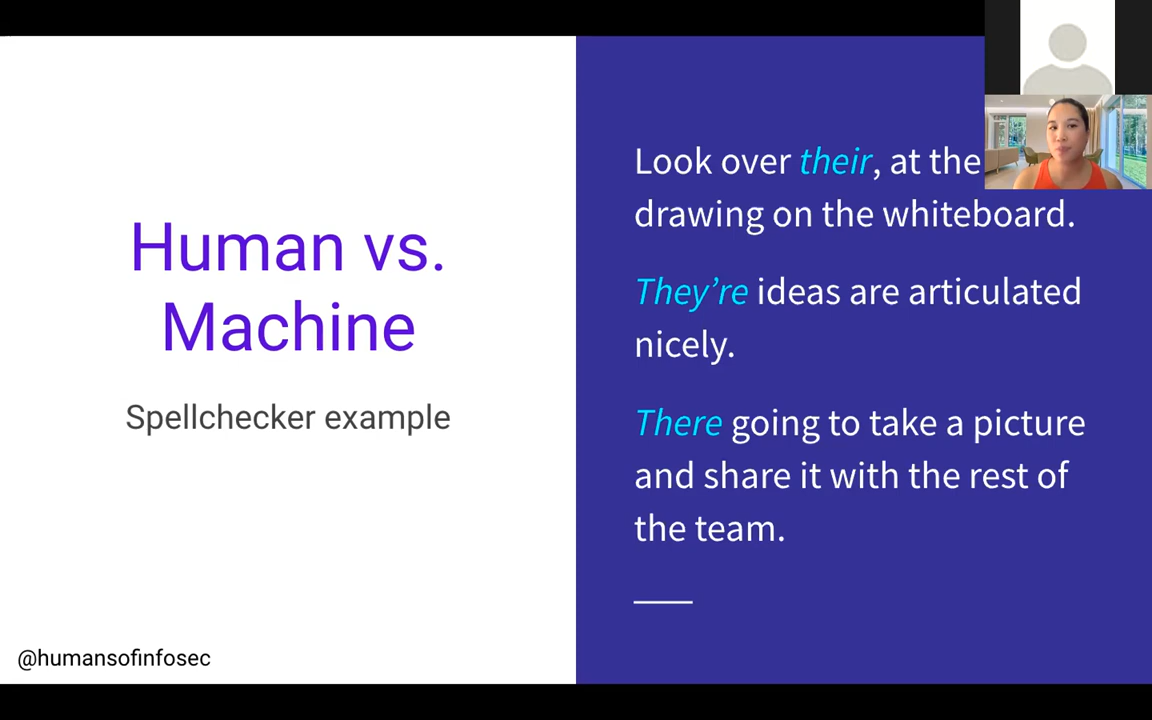 Human vs.
Machine
Spellchecker example
@humansofinfosec
Look over their, at the
drawing on the whiteboard.
They’re ideas are articulated
nicely.
There going to take a picture
and share it with the rest of
the team.